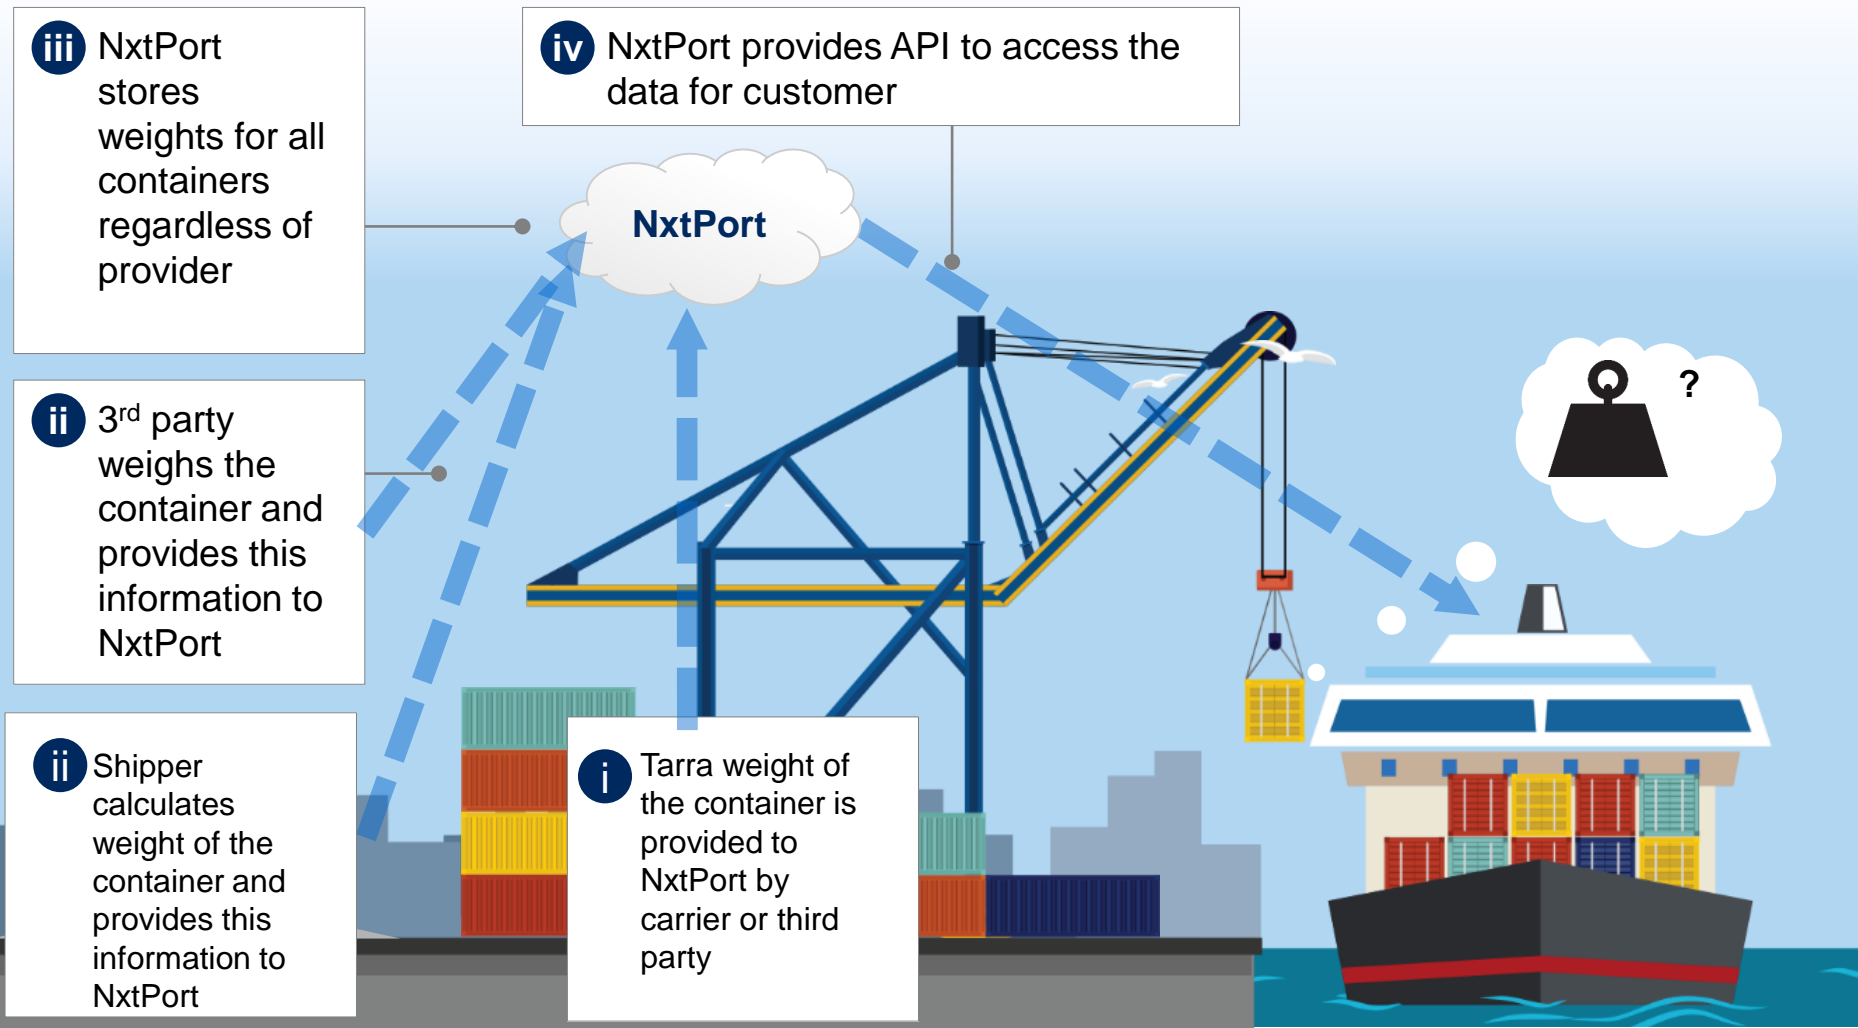 iii NxtPort
stores
weights for all
containers
regardless of
provider
iv NxtPort provides API to access the
data for customer
NxtPort
?
ii 3rd party
weighs the
container and
provides this
information to
NxtPort
ii Shipper
calculates
weight of the
container and
provides this
information to
NxtPort
i Tarra weight of
the container is
provided to
NxtPort by
carrier or third
party